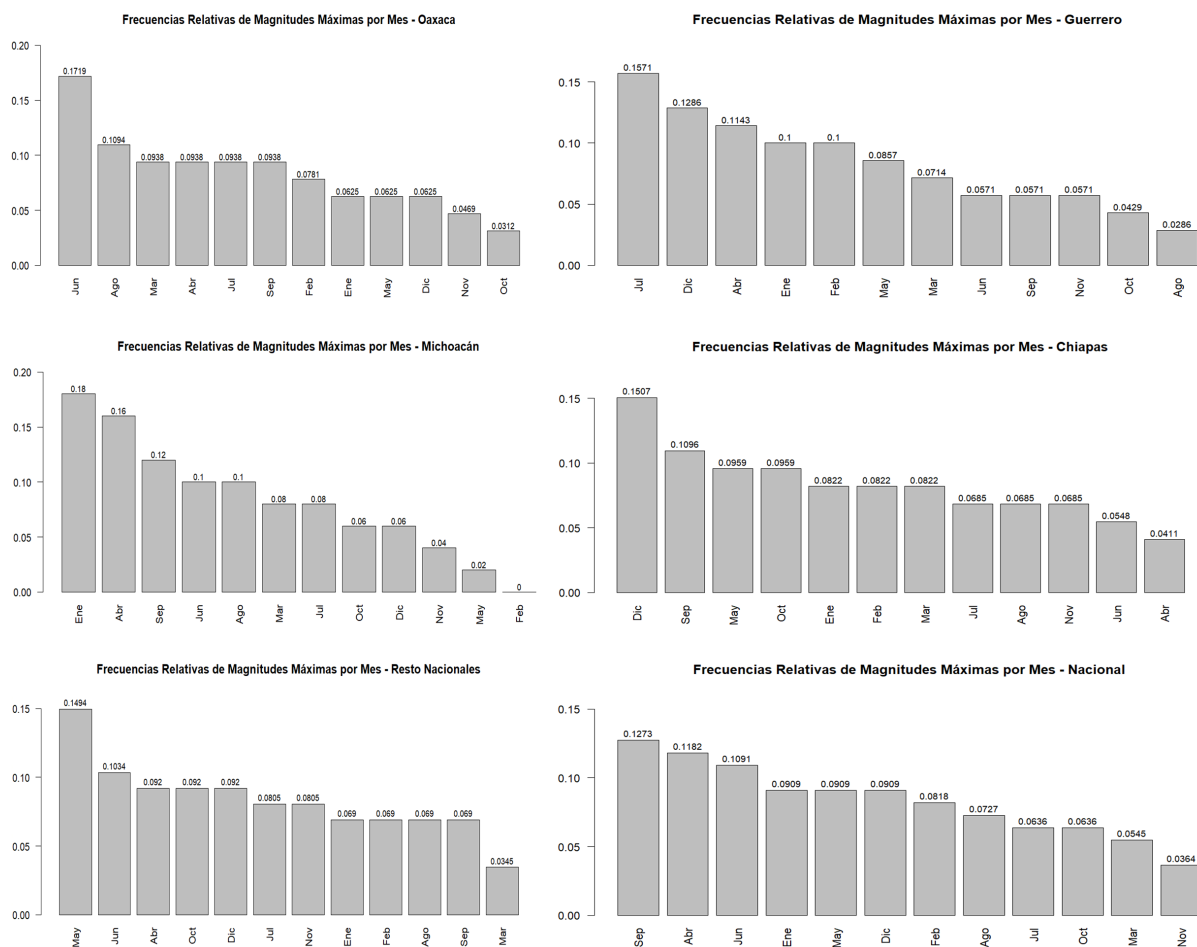 Frecuencias Relativas de Magnitudes Máximas por Mes - Oaxaca
0.20
0.15
0.10
0.05
0.00
0.1719
0.1094
0.0938
0.0938
0.0938
0.0938
0.0781
0.0625
0.0625
0.0625
0.0469
0.0312
Jun
Ago
Mar
Abr
Jul
Sep
Feb
Ene
May
Dic
Nov
Oct
Frecuencias Relativas de Magnitudes Máximas por Mes - Guerrero
0.15
0.10
0.05
0.00
0.1571
0.1286
0.1143
0.1
0.1
0.0857
0.0714
0.0571
0.0571
0.0571
0.0429
0.0286
Jul
Dic
Abr
Ene
Feb
May
Mar
Jun
Sep
Nov
Oct
Ago
Frecuencias Relativas de Magnitudes Máximas por Mes - Michoacán
0.20
0.15
0.10
0.05
0.00
0.18
0.16
0.12
0.1
0.1
0.08
0.08
0.06
0.06
0.04
0.02
0
Ene
Abr
Sep
Jun
Ago
Mar
Jul
Oct
Dic
Nov
May
Feb
Frecuencias Relativas de Magnitudes Máximas por Mes - Chiapas
0.15
0.10
0.05
0.00
0.1507
0.1096
0.0959
0.0959
0.0822
0.0822
0.0822
0.0685
0.0685
0.0685
0.0548
0.0411
Dic
Sep
May
Oct
Ene
Feb
Mar
Jul
Ago
Nov
Jun
Abr
Frecuencias Relativas de Magnitudes Máximas por Mes - Resto Nacionales
0.15
0.10
0.05
0.00
0.1494
0.1034
0.092
0.092
0.092
0.0805
0.0805
0.069
0.069
0.069
0.069
0.0345
May
Jun
Abr
Oct
Dic
Jul
Nov
Ene
Feb
Ago
Sep
Mar
Frecuencias Relativas de Magnitudes Máximas por Mes - Nacional
0.15
0.10
0.05
0.00
0.1273
0.1182
0.1091
0.0909
0.0909
0.0909
0.0818
0.0727
0.0636
0.0636
0.0545
0.0364
Sep
Abr
Jun
Ene
May
Dic
Feb
Ago
Jul
Oct
Mar
Nov